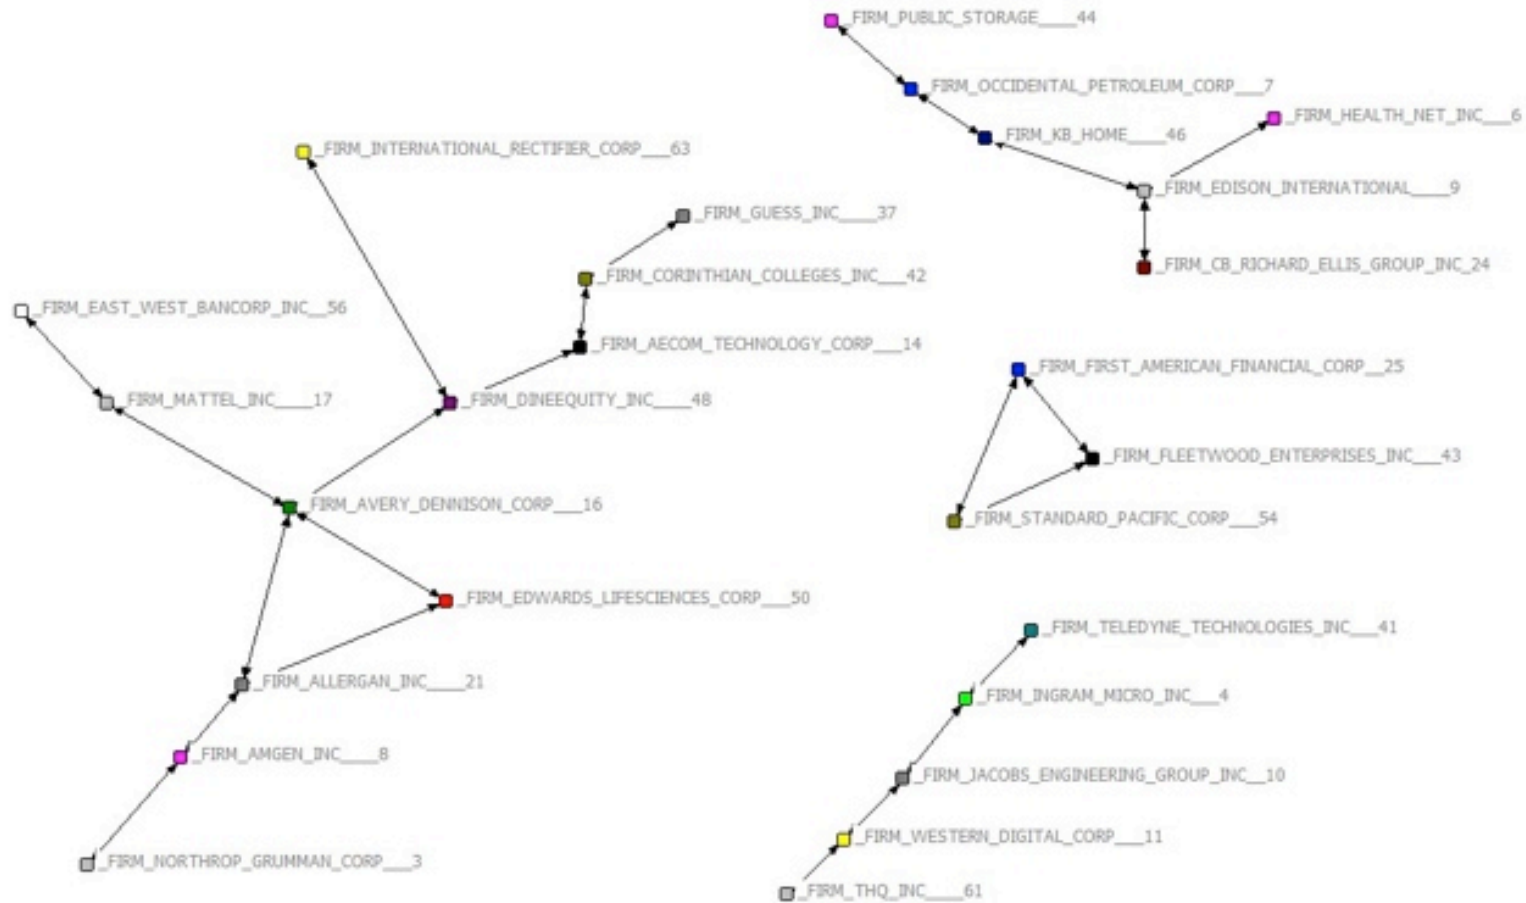 _FIRM_PUBLIC_STORAGE____44
_FIRM_OCCIDENTAL_PETROLEUM_CORP___7
_FIRM_HEALTH_NET_INC___6
_FIRM_KB_HOME____46
_FIRM_INTERNATIONAL_RECTIFIER_CORP___63
_FIRM_EDISON_INTERNATIONAL____9
_FIRM_GUESS_INC____37
_FIRM_CB_RICHARD_ELLIS_GROUP_INC_24
_FIRM_CORINTHIAN_COLLEGES_INC___42
_FIRM_EAST_WEST_BANCORP_INC__56
_FIRM_AECOM_TECHNOLOGY_CORP___14
_FIRM_FIRST_AMERICAN_FINANCIAL_CORP__25
_FIRM_MATTEL_INC____17
_FIRM_DINEEQUITY_INC____48
_FIRM_FLEETWOOD_ENTERPRISES_INC___43
_FIRM_AVERY_DENNISON_CORP___16
_FIRM_STANDARD_PACIFIC_CORP___54
_FIRM_EDWARDS_LIFESCIENCES_CORP___50
_FIRM_TELEDYNE_TECHNOLOGIES_INC___41
_FIRM_ALLERGAN_INC____21
_FIRM_INGRAM_MICRO_INC___4
_FIRM_AMGEN_INC____8
_FIRM_JACOBS_ENGINEERING_GROUP_INC__10
_FIRM_WESTERN_DIGITAL_CORP___11
_FIRM_NORTHROP_GRUMMAN_CORP___3
_FIRM_THQ_INC____61